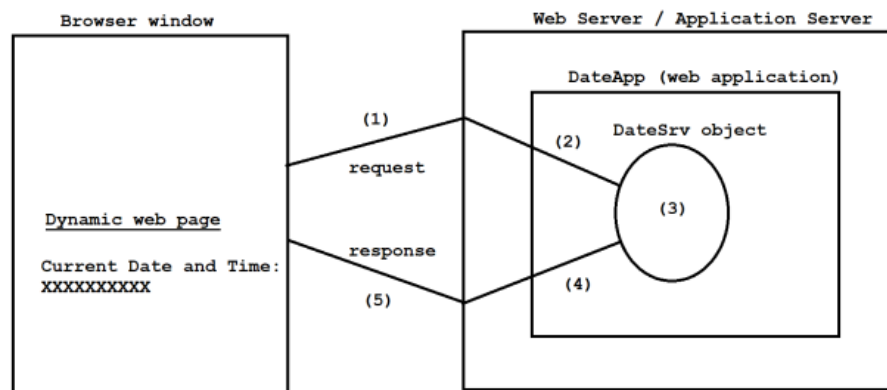 Browser window
Web Server / Application Server
DateApp (web application)
DateSrv object
(1)
(2)
request
(3)
Dynamic web page
response
Current Date and Time:
XXXXXXXXXX
(4)
(5)